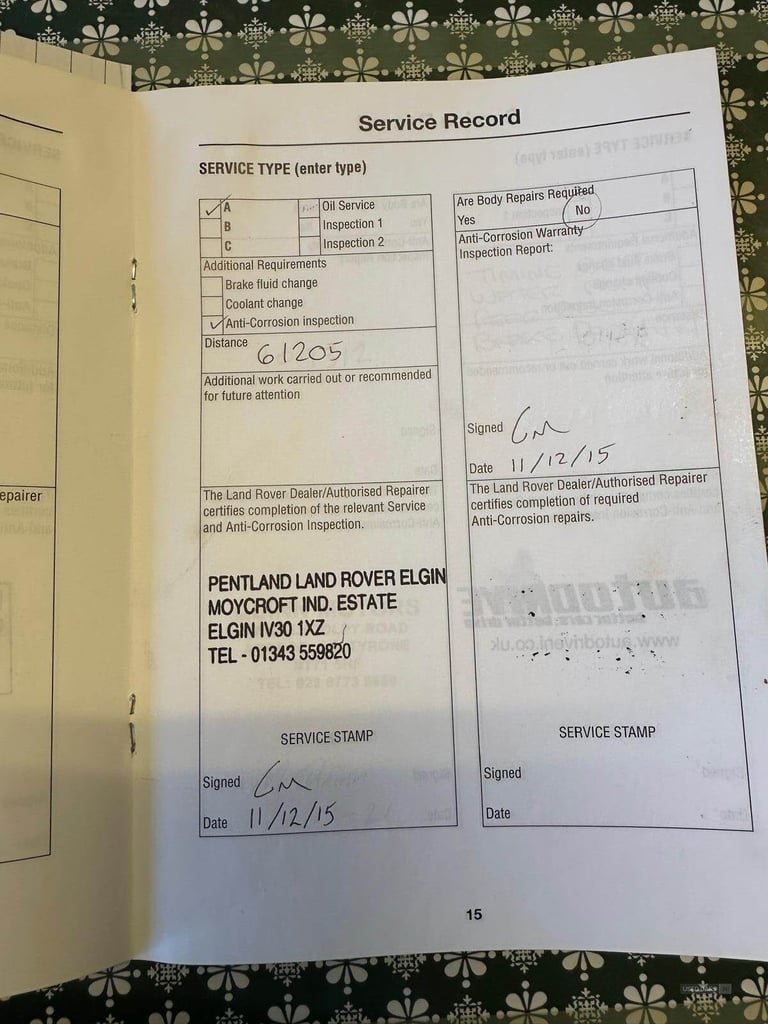 Service Record
SERVICE TYPE (enter type)
A
Oil Service
B
Inspection 1
C
Inspection 2
Additional Requirements
Brake fluid change
Coolant change
Anti-Corrosion inspection
Distance
61205
Additional work carried out or recommended
for future attention
The Land Rover Dealer/Authorised Repairer
certifies completion of the relevant Service
and Anti-Corrosion Inspection.
PENTLAND LAND ROVER ELGIN
MOYCROFT IND. ESTATE
ELGIN IV30 1XZ
TEL - 01343 559820
SERVICE STAMP
Signed
Date 11/12/15
Are Body Repairs Required
Yes No
Anti-Corrosion Warranty
Inspection Report:
Signed
Date 11/12/15
The Land Rover Dealer/Authorised Repairer
certifies completion of required
Anti-Corrosion repairs.
SERVICE STAMP
Signed
Date
15
epairer